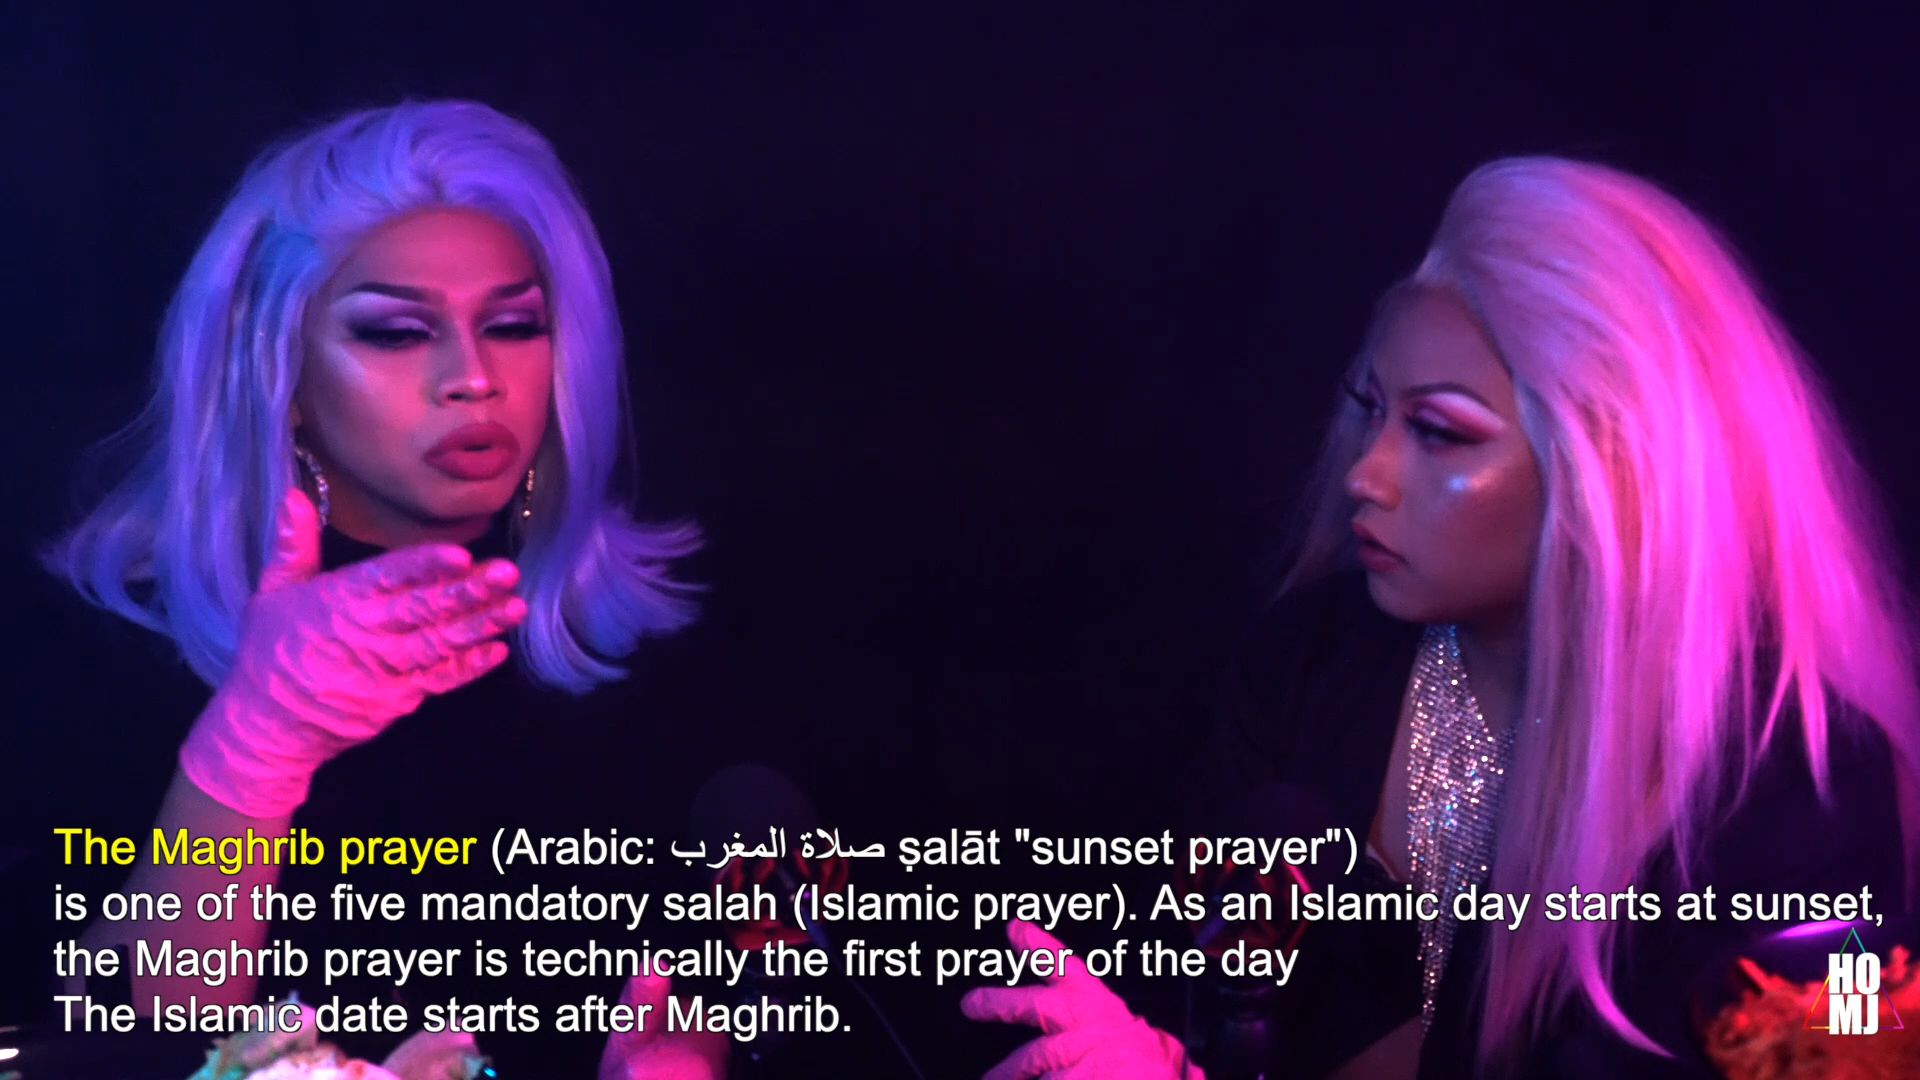 The Maghrib prayer (Arabic: صلاة المغرب ṣalāt "sunset prayer")
is one of the five mandatory salah (Islamic prayer). As an Islamic day starts at sunset,
the Maghrib prayer is technically the first prayer of the day
The Islamic date starts after Maghrib.
HO
MJ